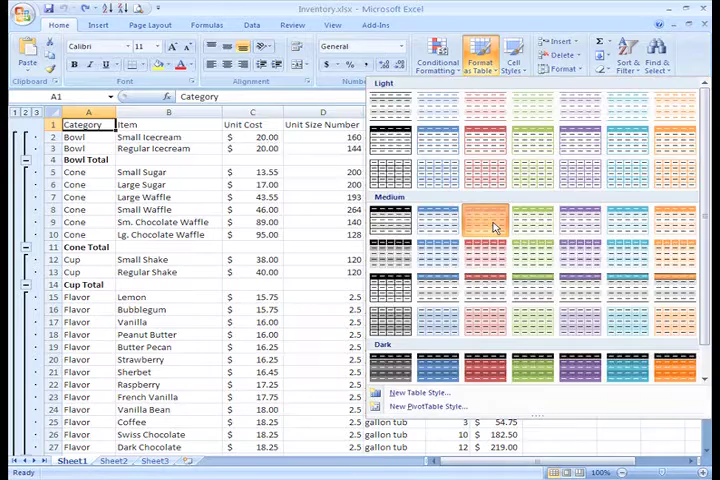 Inventory.xlsx - Microsoft Excel
Home Insert Page Layout Formulas Data Review View Add-Ins
Calibri 11 General Insert
Delete
Format
Paste Conditional Formatting Format as Table Cell Styles Sort & Filter Find & Select
Clipboard Font Alignment Number
A1 Category
1 2 3 A B C D
1 Category Item Unit Cost Unit Size Number
2 Bowl Small Icecream $ 20.00 160
3 Bowl Regular Icecream $ 20.00 144
4 Bowl Total
5 Cone Small Sugar $ 13.55 200
6 Cone Large Sugar $ 17.00 200
7 Cone Large Waffle $ 43.55 193
8 Cone Small Waffle $ 46.00 264
9 Cone Sm. Chocolate Waffle $ 89.00 140
10 Cone Lg. Chocolate Waffle $ 95.00 128
11 Cone Total
12 Cup Small Shake $ 38.00 120
13 Cup Regular Shake $ 40.00 120
14 Cup Total
15 Flavor Lemon $ 15.75 2.5
16 Flavor Bubblegum $ 15.75 2.5
17 Flavor Vanilla $ 16.00 2.5
18 Flavor Peanut Butter $ 16.00 2.5
19 Flavor Butter Pecan $ 16.25 2.5
20 Flavor Strawberry $ 16.25 2.5
21 Flavor Sherbet $ 16.45 2.5
22 Flavor Raspberry $ 17.25 2.5
23 Flavor French Vanilla $ 17.75 2.5
24 Flavor Vanilla Bean $ 18.00 2.5
25 Flavor Coffee $ 18.25 2.5 gallon tub 3 $ 54.75
26 Flavor Swiss Chocolate $ 18.25 2.5 gallon tub 10 $ 182.50
27 Flavor Dark Chocolate $ 18.25 2.5 gallon tub 12 $ 219.00
Light
Medium
Dark
New Table Style...
New PivotTable Style...
Sheet1 Sheet2 Sheet3
Ready 100%